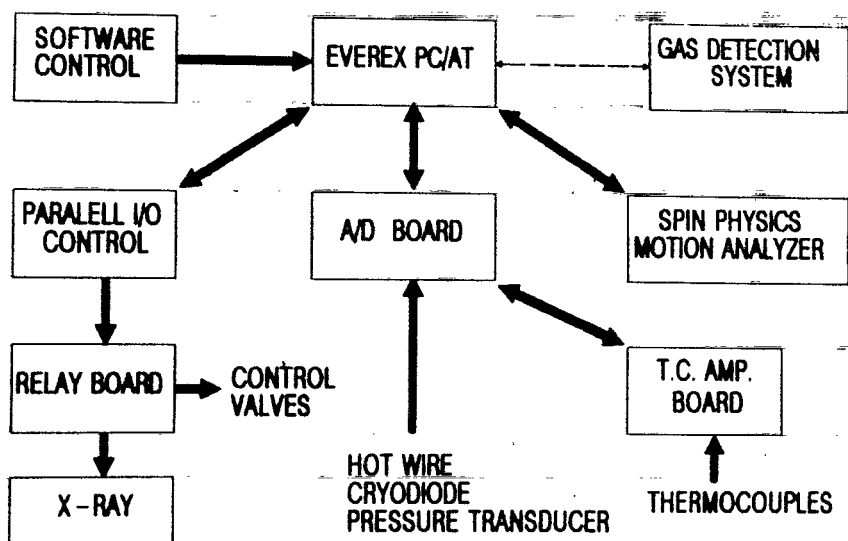 SOFTWARE
CONTROL
EVEREX PC/AT
GAS DETECTION
SYSTEM
PARALELL I/O
CONTROL
A/D BOARD
SPIN PHYSICS
MOTION ANALYZER
RELAY BOARD
CONTROL
VALVES
T.C. AMP.
BOARD
X-RAY
HOT WIRE
CRYODIODE
PRESSURE TRANSDUCER
THERMOCOUPLES